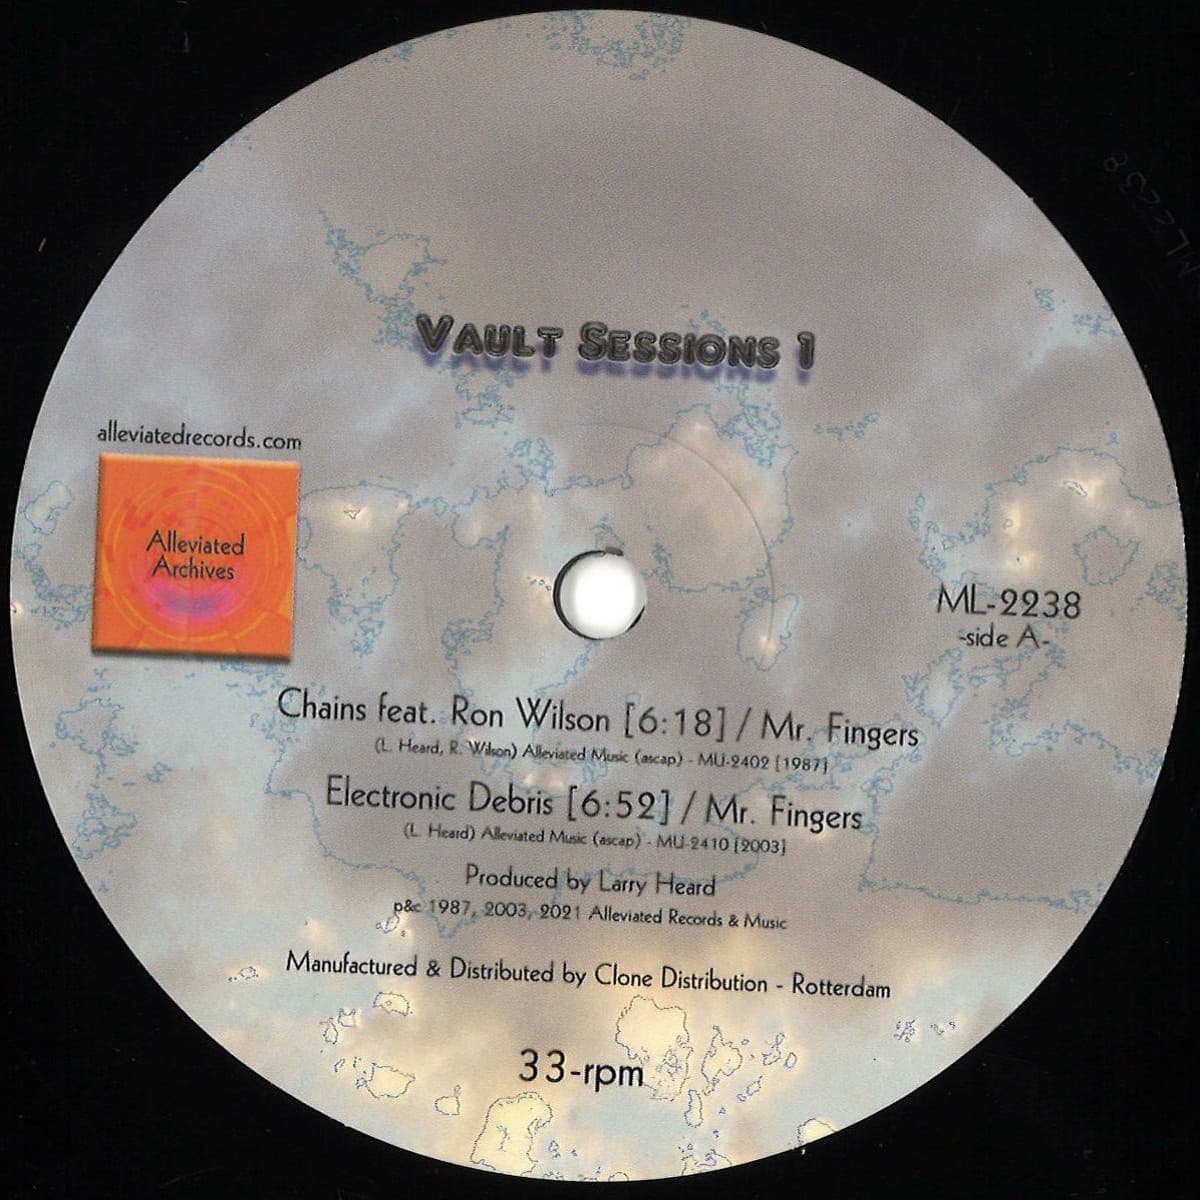 Vault Sessions 1
alleviatedrecords.com
Alleviated
Archives
ML-2238
-side A-
Chains feat. Ron Wilson [6:18] / Mr. Fingers
(L. Heard, R. Wilson) Alleviated Music (ascap) - MU-2402 [1987]
Electronic Debris [6:52] / Mr. Fingers
(L. Heard) Alleviated Music (ascap) - MU-2410 [2003]
Produced by Larry Heard
p&c 1987, 2003, 2021 Alleviated Records & Music
Manufactured & Distributed by Clone Distribution - Rotterdam
33-rpm
ML2238